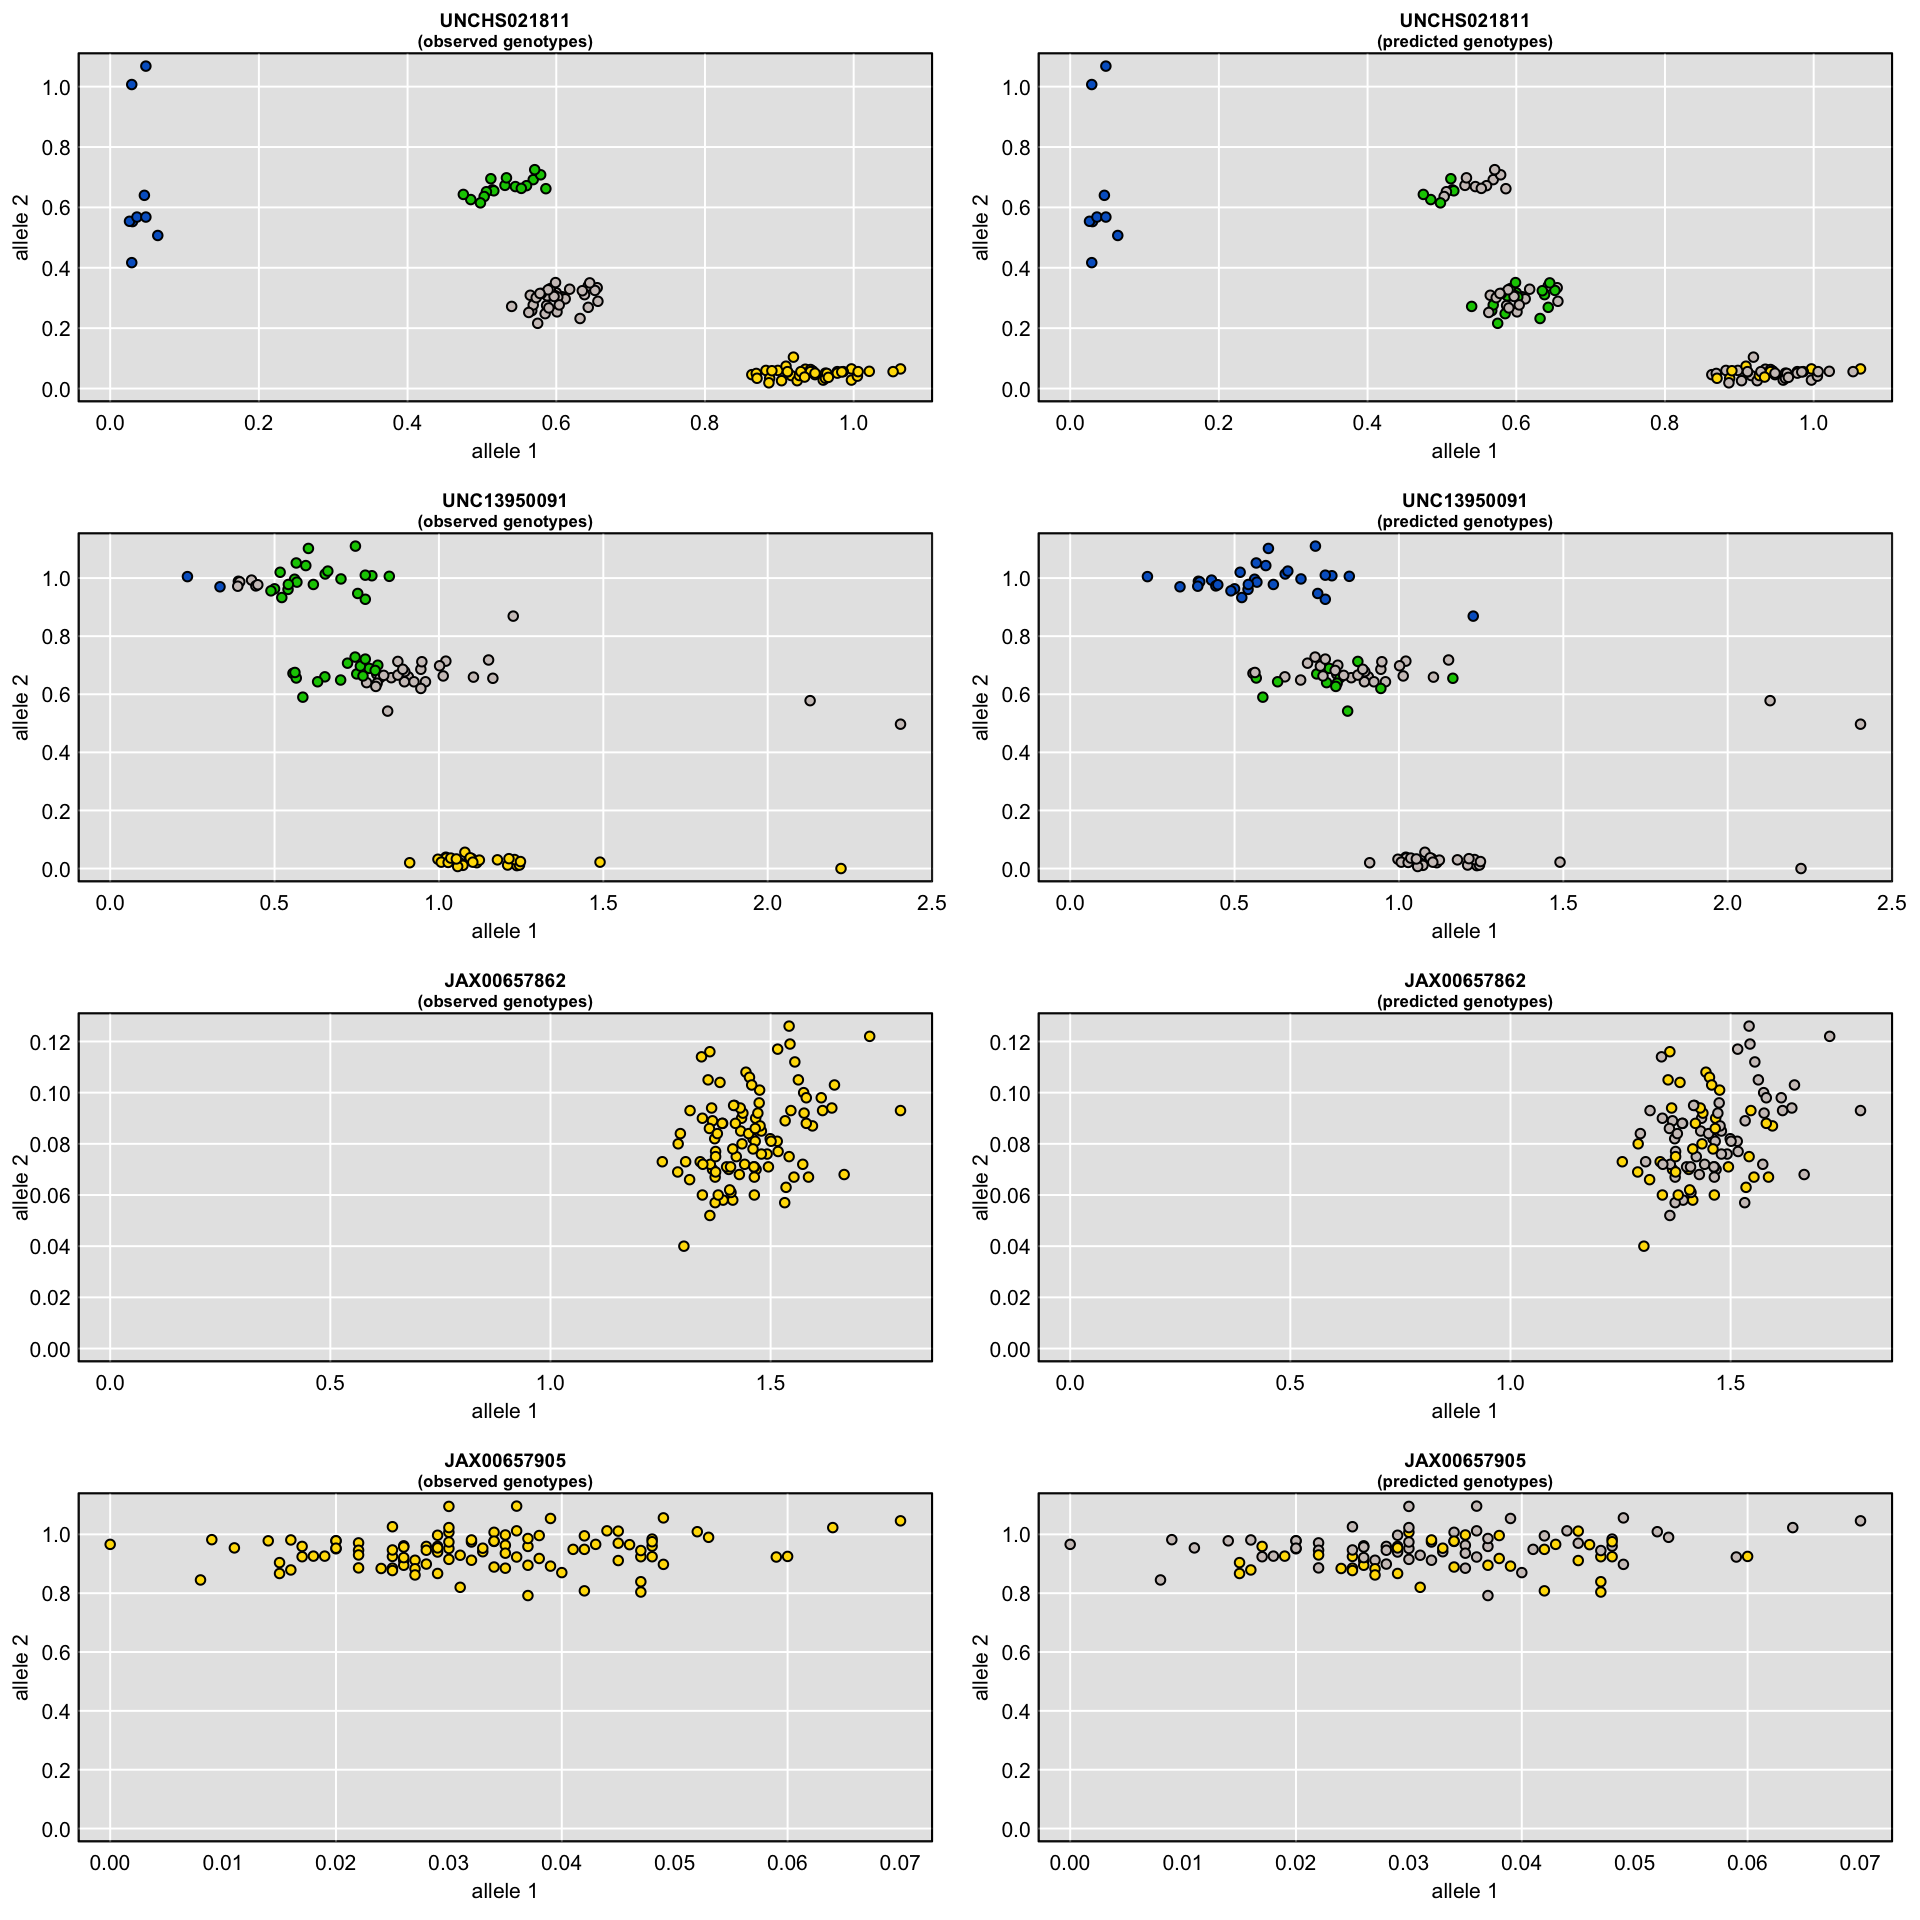 UNCHS021811
(observed genotypes)
1.0
0.8
0.6
0.4
0.2
0.0
allele 2
0.0 0.2 0.4 0.6 0.8 1.0
allele 1
UNCHS021811
(predicted genotypes)
1.0
0.8
0.6
0.4
0.2
0.0
allele 2
0.0 0.2 0.4 0.6 0.8 1.0
allele 1
UNC13950091
(observed genotypes)
1.0
0.8
0.6
0.4
0.2
0.0
allele 2
0.0 0.5 1.0 1.5 2.0 2.5
allele 1
UNC13950091
(predicted genotypes)
1.0
0.8
0.6
0.4
0.2
0.0
allele 2
0.0 0.5 1.0 1.5 2.0 2.5
allele 1
JAX00657862
(observed genotypes)
0.12
0.10
0.08
0.06
0.04
0.02
0.00
allele 2
0.0 0.5 1.0 1.5
allele 1
JAX00657862
(predicted genotypes)
0.12
0.10
0.08
0.06
0.04
0.02
0.00
allele 2
0.0 0.5 1.0 1.5
allele 1
JAX00657905
(observed genotypes)
1.0
0.8
0.6
0.4
0.2
0.0
allele 2
0.00 0.01 0.02 0.03 0.04 0.05 0.06 0.07
allele 1
JAX00657905
(predicted genotypes)
1.0
0.8
0.6
0.4
0.2
0.0
allele 2
0.00 0.01 0.02 0.03 0.04 0.05 0.06 0.07
allele 1